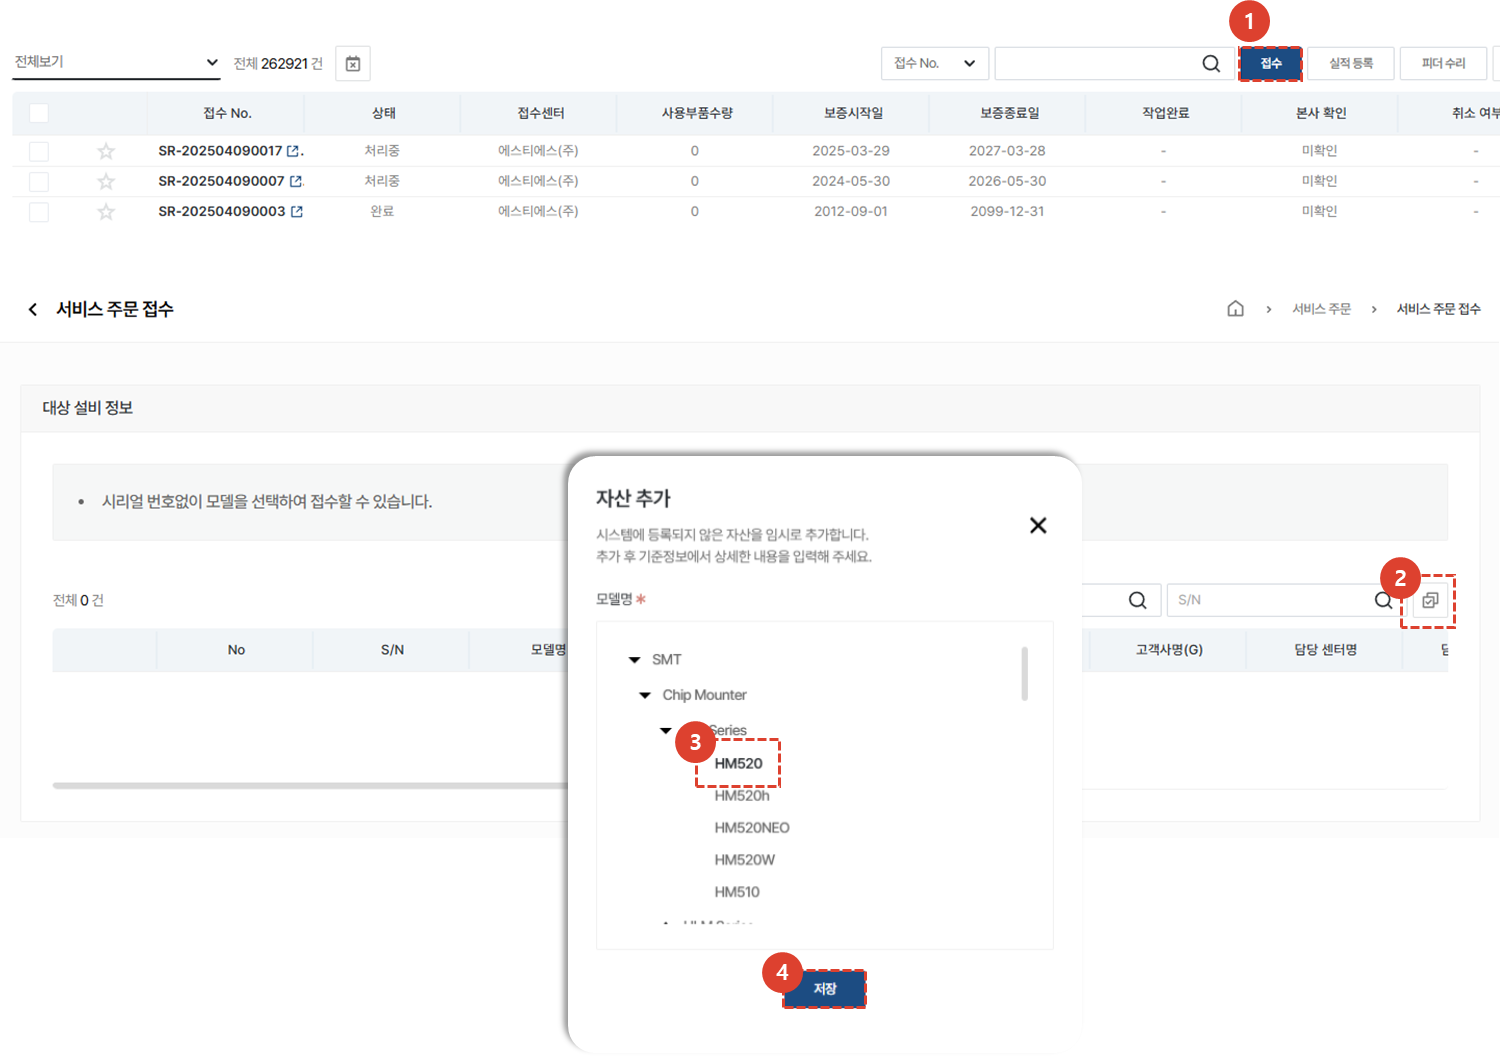 1
전체보기
전체 262921 건
접수 No.
접수
실적 등록
피더 수리
접수 No. 상태 접수센터 사용부품수량 보증시작일 보증종료일 작업완료 본사 확인 취소 여부
SR-202504090017 처리중 에스티에스(주) 0 2025-03-29 2027-03-28 - 미확인 -
SR-202504090007 처리중 에스티에스(주) 0 2024-05-30 2026-05-30 - 미확인 -
SR-202504090003 완료 에스티에스(주) 0 2012-09-01 2099-12-31 - 미확인 -
서비스 주문 접수
서비스 주문 > 서비스 주문 접수
대상 설비 정보
• 시리얼 번호없이 모델을 선택하여 접수할 수 있습니다.
전체 0 건
S/N
2
No S/N 모델명 고객사명(G) 담당 센터명
자산 추가
시스템에 등록되지 않은 자산을 임시로 추가합니다.
추가 후 기준정보에서 상세한 내용을 입력해 주세요.
모델명 *
SMT
Chip Mounter
Series
3
HM520
HM520h
HM520NEO
HM520W
HM510
4
저장